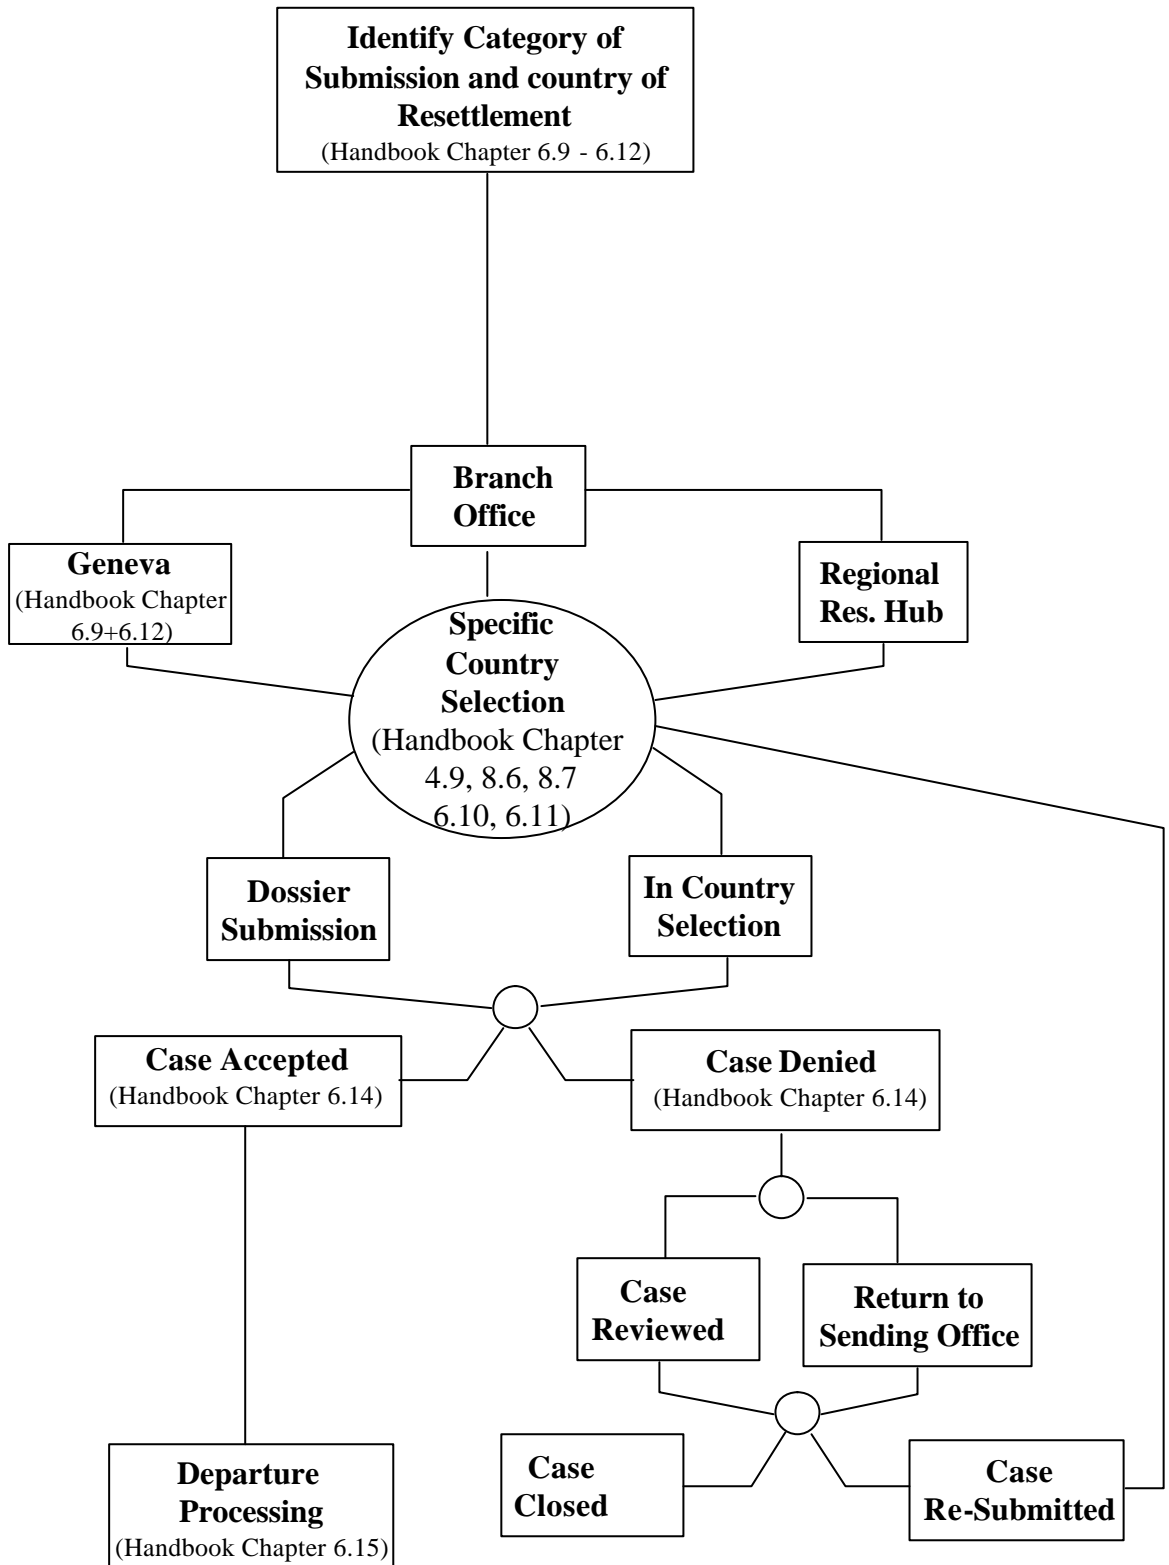 Identify Category of
Submission and country of
Resettlement
(Handbook Chapter 6.9 - 6.12)
Branch
Office
Geneva
(Handbook Chapter
6.9+6.12)
Regional
Res. Hub
Specific
Country
Selection
(Handbook Chapter
4.9, 8.6, 8.7
6.10, 6.11)
Dossier
Submission
In Country
Selection
Case Accepted
(Handbook Chapter 6.14)
Case Denied
(Handbook Chapter 6.14)
Case
Reviewed
Return to
Sending Office
Departure
Processing
(Handbook Chapter 6.15)
Case
Closed
Case
Re-Submitted